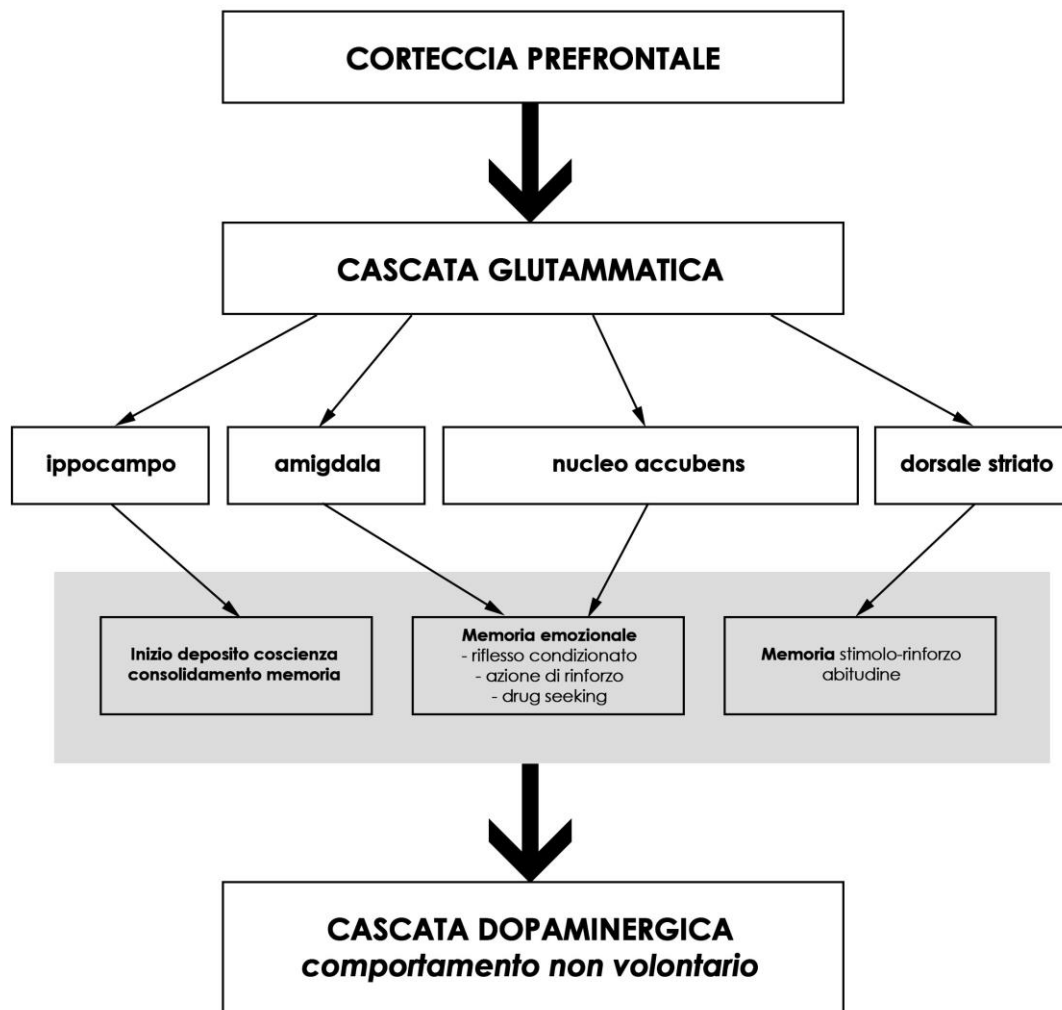 CORTECCIA PREFRONTALE
CASCATA GLUTAMMATICA
ippocampo
amigdala
nucleo accubens
dorsale striato
Inizio deposito coscienza
consolidamento memoria
Memoria emozionale
- riflesso condizionato
- azione di rinforzo
- drug seeking
Memoria stimolo-rinforzo
abitudine
CASCATA DOPAMINERGICA
comportamento non volontario